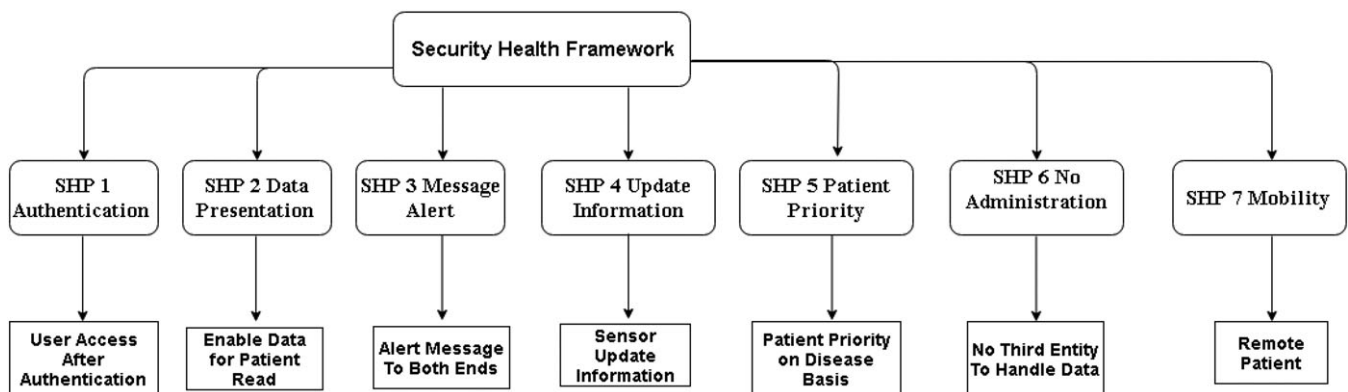 Security Health Framework
SHP 1
Authentication
SHP 2 Data
Presentation
SHP 3 Message
Alert
SHP 4 Update
Information
SHP 5 Patient
Priority
SHP 6 No
Administration
SHP 7 Mobility
User Access
After
Authentication
Enable Data
for Patient
Read
Alert Message
To Both Ends
Sensor
Update
Information
Patient Priority
on Disease
Basis
No Third Entity
To Handle Data
Remote
Patient